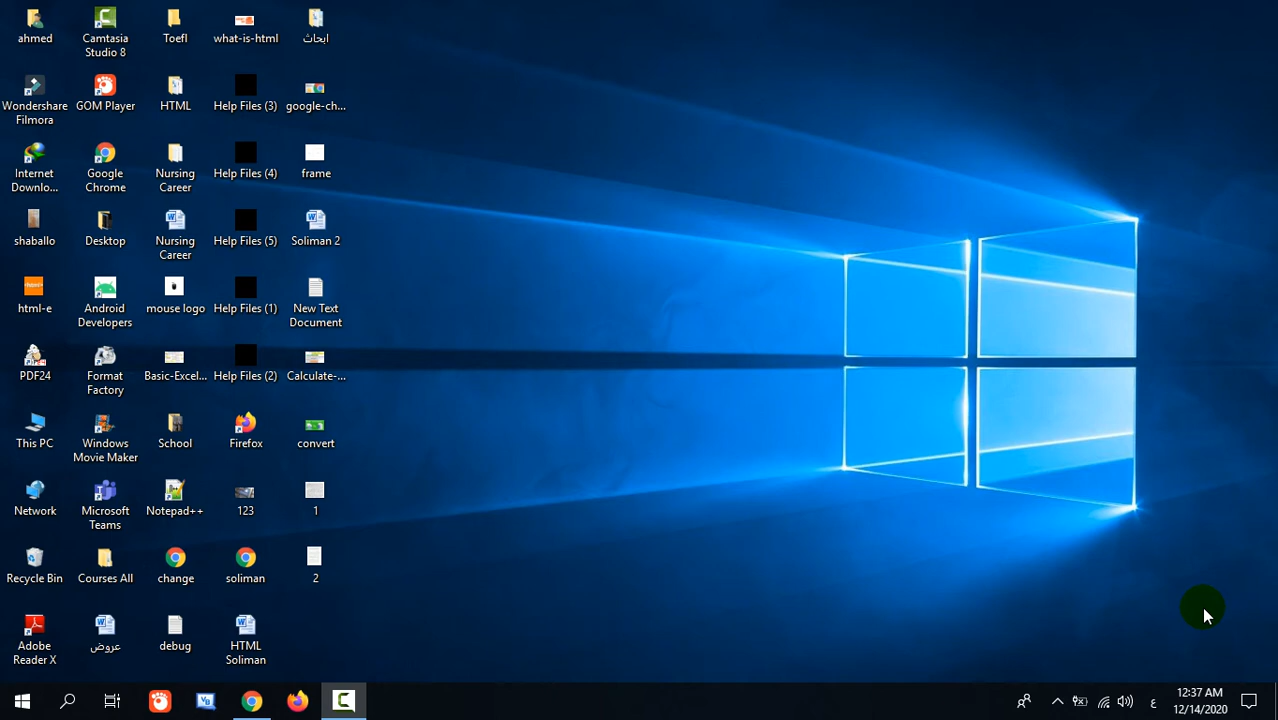 ahmed
Camtasia
Studio 8
Toefl
what-is-html
ابحاث
Wondershare
Filmora
GOM Player
HTML
Help Files (3)
google-ch...
Internet
Downlo...
Google
Chrome
Nursing
Career
Help Files (4)
frame
shaballo
Desktop
Nursing
Career
Help Files (5)
Soliman 2
html-e
Android
Developers
mouse logo
Help Files (1)
New Text
Document
PDF24
Format
Factory
Basic-Excel...
Help Files (2)
Calculate-...
This PC
Windows
Movie Maker
School
Firefox
convert
Network
Microsoft
Teams
Notepad++
123
1
Recycle Bin
Courses All
change
soliman
2
Adobe
Reader X
عروض
debug
HTML
Soliman
ع
12:37 AM
12/14/2020